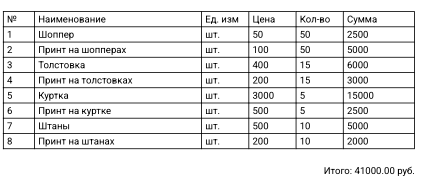 № Наименование Ед. изм Цена Кол-во Сумма
1 Шоппер шт. 50 50 2500
2 Принт на шопперах шт. 100 50 5000
3 Толстовка шт. 400 15 6000
4 Принт на толстовках шт. 200 15 3000
5 Куртка шт. 3000 5 15000
6 Принт на куртке шт. 500 5 2500
7 Штаны шт. 500 10 5000
8 Принт на штанах шт. 200 10 2000
Итого: 41000.00 руб.